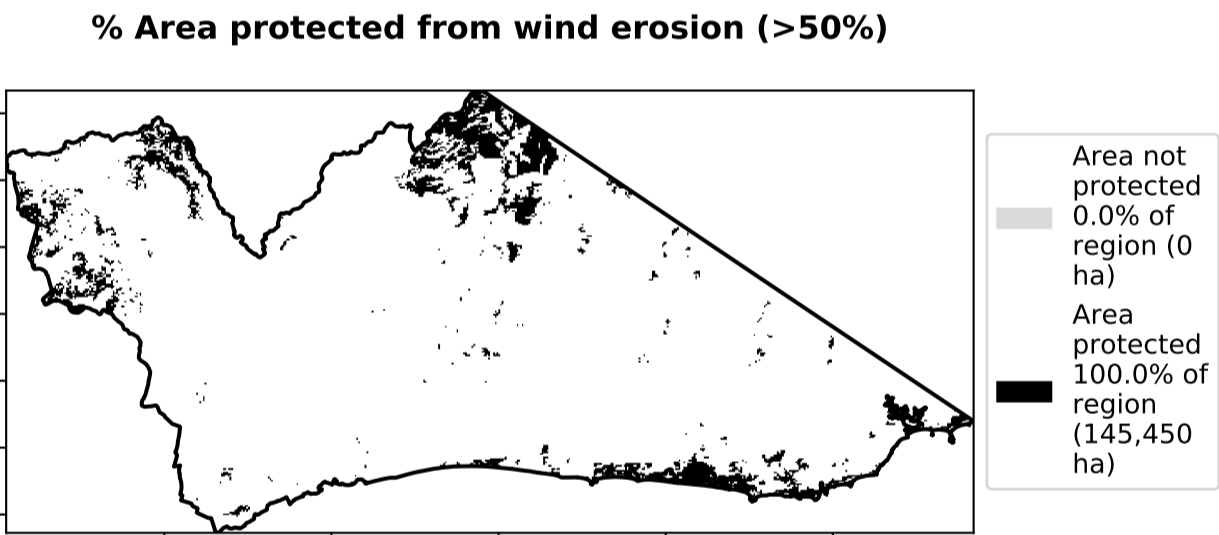 % Area protected from wind erosion (>50%)
Area not
protected
0.0% of
region (0
ha)
Area
protected
100.0% of
region
(145,450
ha)